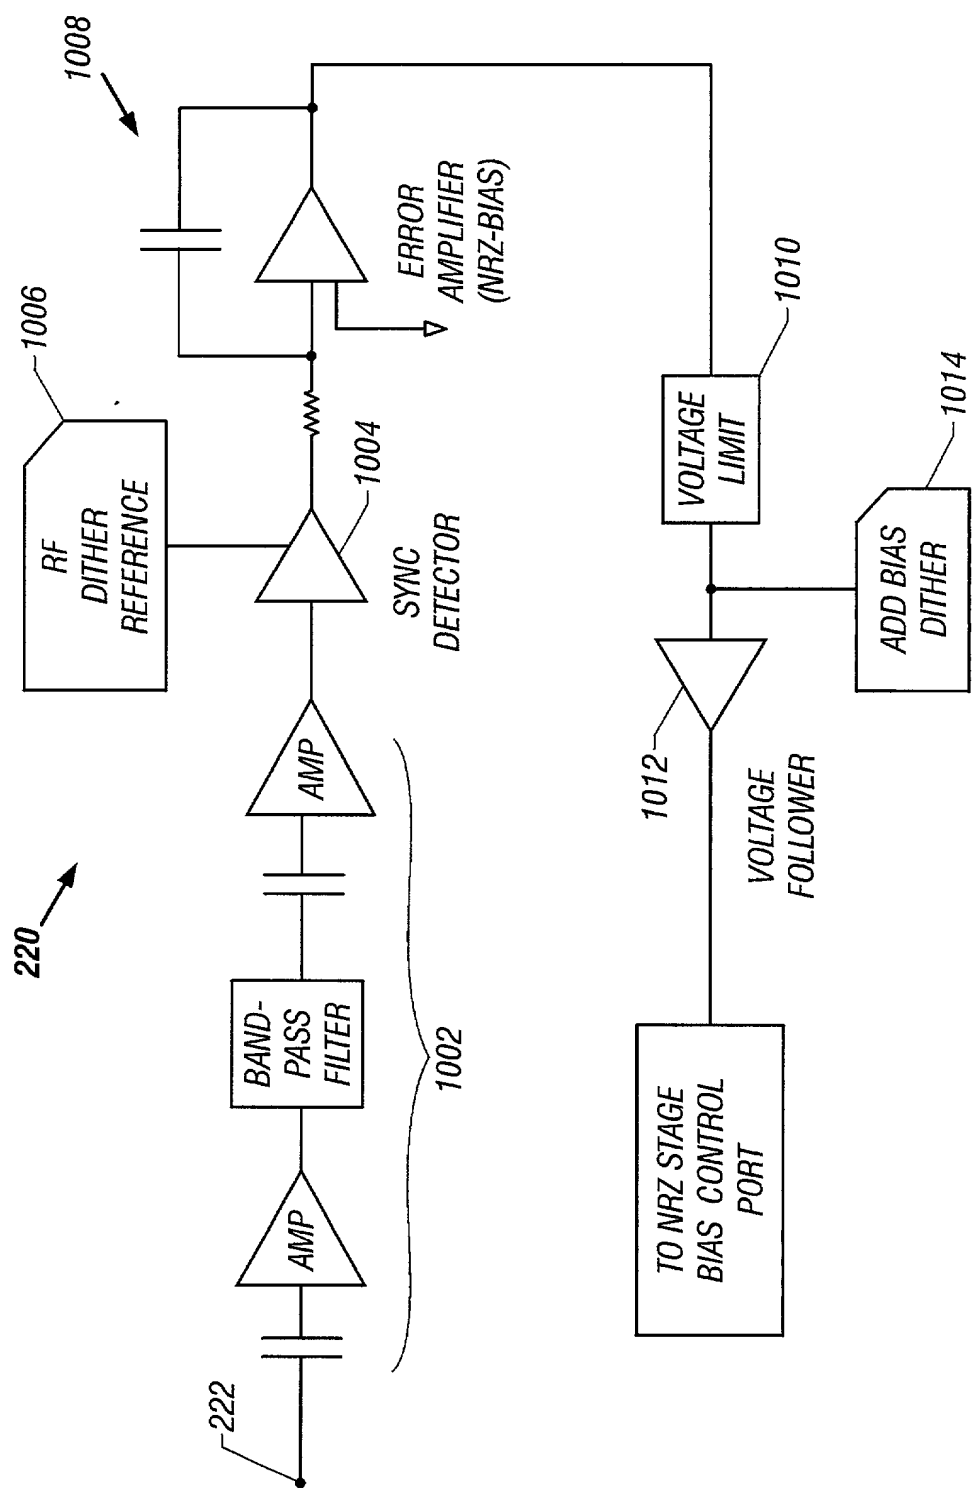 220
1008
1006
RF
DITHER
REFERENCE
222
AMP
BAND-
PASS
FILTER
AMP
1002
1004
SYNC
DETECTOR
ERROR
AMPLIFIER
(NRZ-BIAS)
1010
VOLTAGE
LIMIT
1014
ADD BIAS
DITHER
1012
VOLTAGE
FOLLOWER
TO NRZ STAGE
BIAS CONTROL
PORT